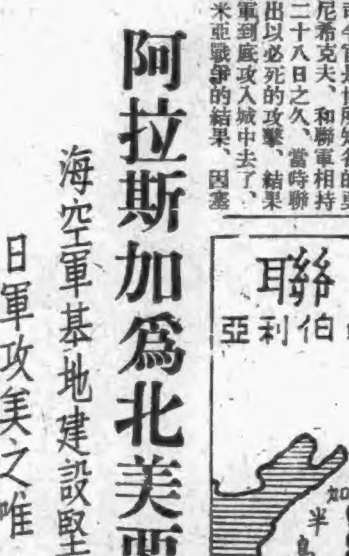 尼希克夫、和聯軍相持
二十八日之久、當時聯
出以必死的攻擊、結果
軍到底攻入城中去了、
米亞戰爭的結果、因塞
聯
亞利伯
加
半
島
阿拉斯加爲北美
海空軍基地建設堅
日軍攻美之唯